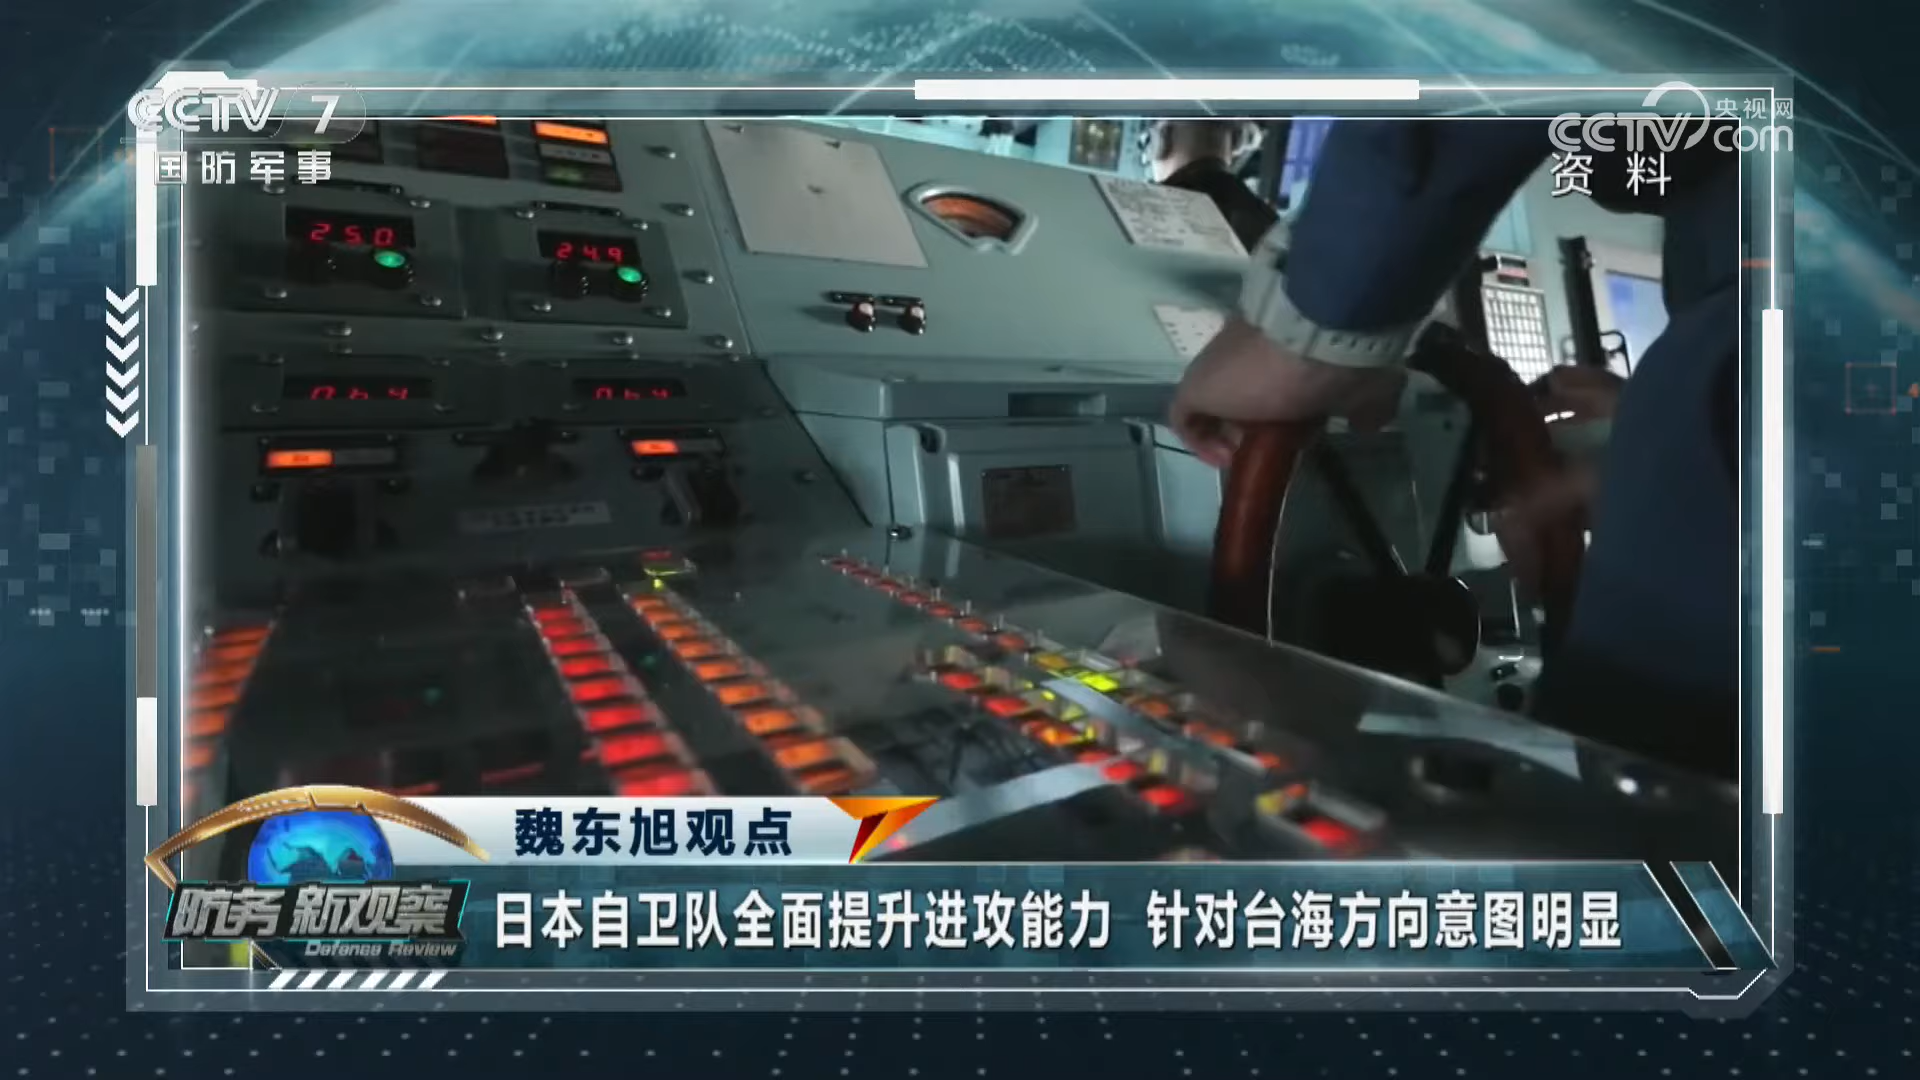 CCTV 7
国防军事
央视网
CCTV.com
资料
250
24.9
魏东旭观点
防务新观察
Defense Review
日本自卫队全面提升进攻能力 针对台海方向意图明显